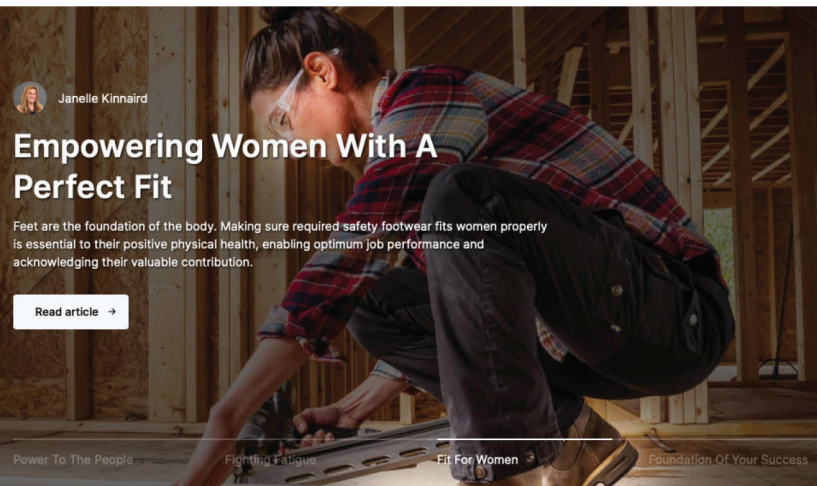 Janelle Kinnaird
Empowering Women With A
Perfect Fit
Feet are the foundation of the body. Making sure required safety footwear fits women properly
is essential to their positive physical health, enabling optimum job performance and
acknowledging their valuable contribution.
Read article →
Power To The People
Fighting Fatigue
Fit For Women
Foundation Of Your Success